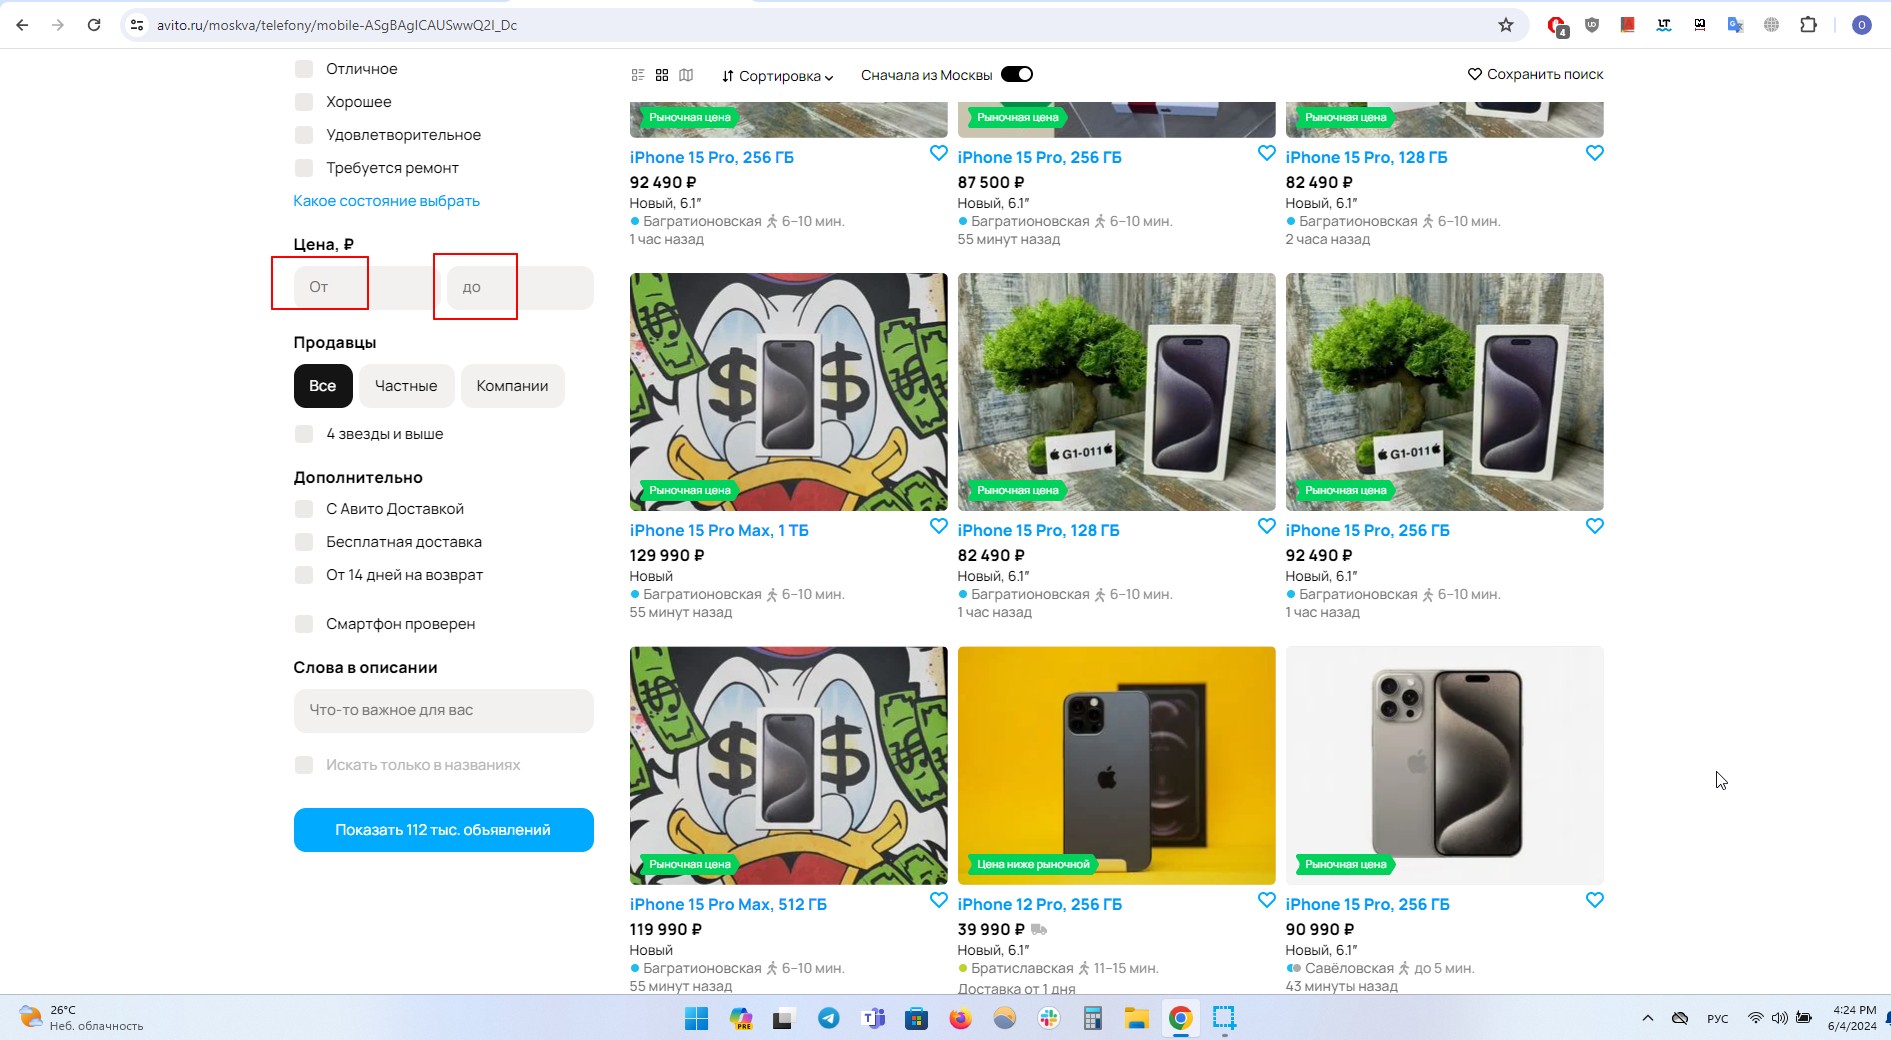 avito.ru/moskva/telefony/mobile-ASgBAgICAUSwwQ2I_Dc
4
Отличное
Хорошее
Удовлетворительное
Требуется ремонт
Какое состояние выбрать
Цена, ₽
От
до
Продавцы
Все
Частные
Компании
4 звезды и выше
Дополнительно
С Авито Доставкой
Бесплатная доставка
От 14 дней на возврат
Смартфон проверен
Слова в описании
Что-то важное для вас
Искать только в названиях
Показать 112 тыс. объявлений
Сортировка
Сначала из Москвы
Сохранить поиск
Рыночная цена
iPhone 15 Pro, 256 ГБ
92 490 ₽
Новый, 6.1″
Багратионовская 6–10 мин.
1 час назад
Рыночная цена
iPhone 15 Pro, 256 ГБ
87 500 ₽
Новый, 6.1″
Багратионовская 6–10 мин.
55 минут назад
Рыночная цена
iPhone 15 Pro, 128 ГБ
82 490 ₽
Новый, 6.1″
Багратионовская 6–10 мин.
2 часа назад
Рыночная цена
iPhone 15 Pro Max, 1 ТБ
129 990 ₽
Новый
Багратионовская 6–10 мин.
55 минут назад
G1-011
Рыночная цена
iPhone 15 Pro, 128 ГБ
82 490 ₽
Новый, 6.1″
Багратионовская 6–10 мин.
1 час назад
G1-011
Рыночная цена
iPhone 15 Pro, 256 ГБ
92 490 ₽
Новый, 6.1″
Багратионовская 6–10 мин.
1 час назад
Рыночная цена
iPhone 15 Pro Max, 512 ГБ
119 990 ₽
Новый
Багратионовская 6–10 мин.
55 минут назад
Цена ниже рыночной
iPhone 12 Pro, 256 ГБ
39 990 ₽
Новый, 6.1″
Братиславская 11–15 мин.
Доставка от 1 дня
Рыночная цена
iPhone 15 Pro, 256 ГБ
90 990 ₽
Новый, 6.1″
Савёловская до 5 мин.
43 минуты назад
26°C
Неб. облачность
PRE
РУС
4:24 PM
6/4/2024